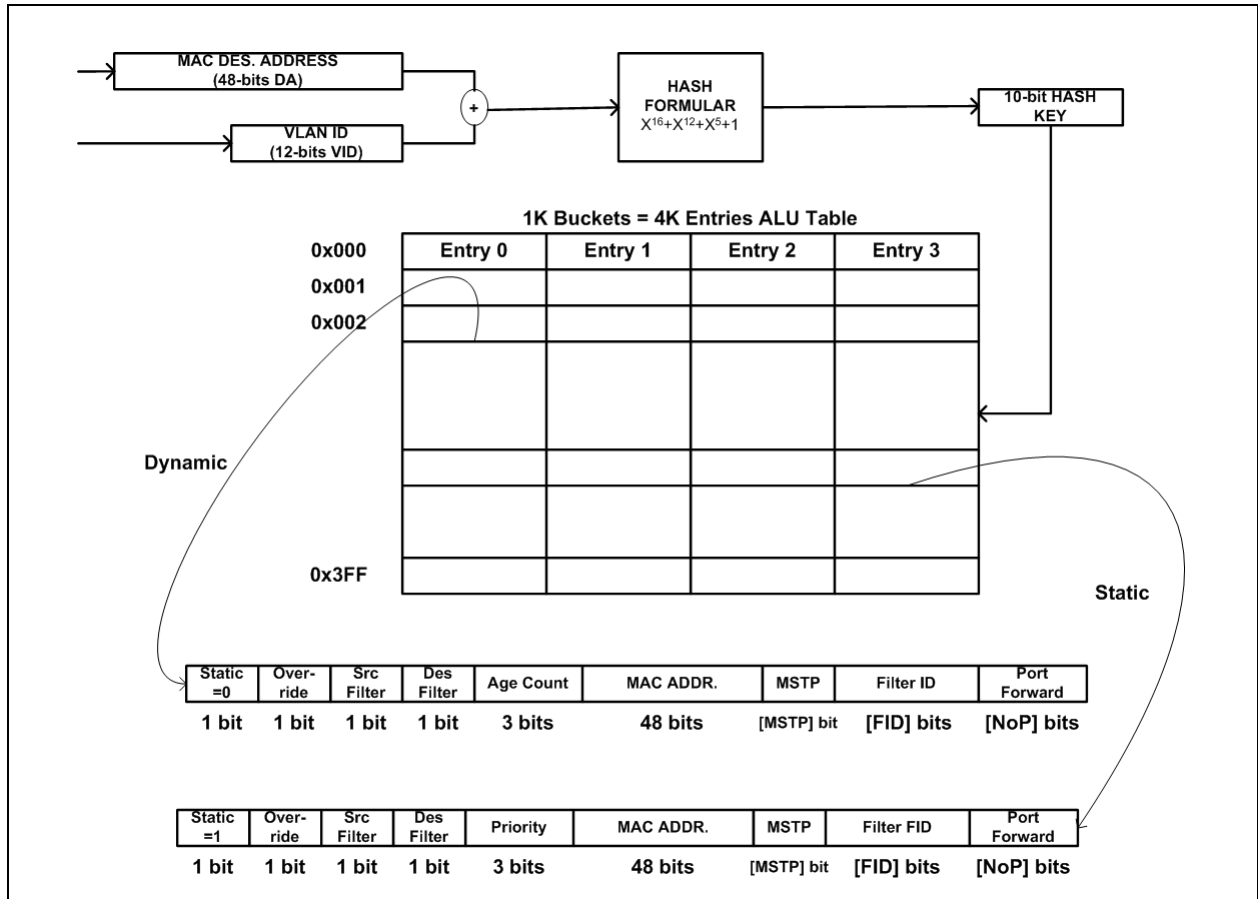 MAC DES. ADDRESS
(48-bits DA)
VLAN ID
(12-bits VID)
+
HASH
FORMULAR
X¹⁶+X¹²+X⁵+1
10-bit HASH
KEY
1K Buckets = 4K Entries ALU Table
0x000 Entry 0 Entry 1 Entry 2 Entry 3
0x001
0x002
Dynamic
0x3FF
Static
Static
=0
Over-
ride
Src
Filter
Des
Filter
Age Count
MAC ADDR.
MSTP
Filter ID
Port
Forward
1 bit 1 bit 1 bit 1 bit 3 bits 48 bits [MSTP] bit [FID] bits [NoP] bits
Static
=1
Over-
ride
Src
Filter
Des
Filter
Priority
MAC ADDR.
MSTP
Filter FID
Port
Forward
1 bit 1 bit 1 bit 1 bit 3 bits 48 bits [MSTP] bit [FID] bits [NoP] bits